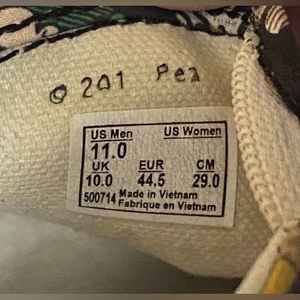 © 201 Pea
US Men US Women
11.0
UK EUR CM
10.0 44.5 29.0
500714 Made in Vietnam
Fabrique en Vietnam